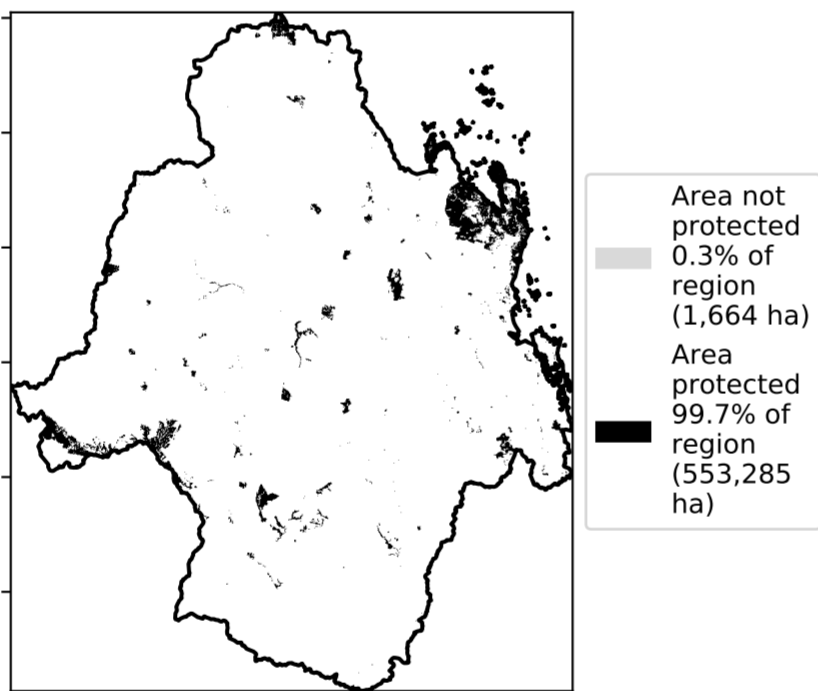 Area not
protected
0.3% of
region
(1,664 ha)
Area
protected
99.7% of
region
(553,285
ha)